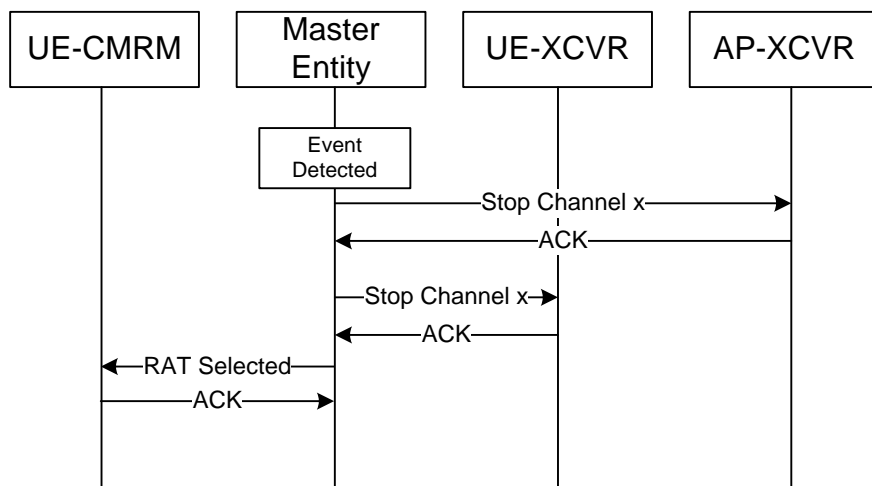 UE-CMRM
Master
Entity
UE-XCVR
AP-XCVR
Event
Detected
Stop Channel x
ACK
Stop Channel x
ACK
RAT Selected
ACK